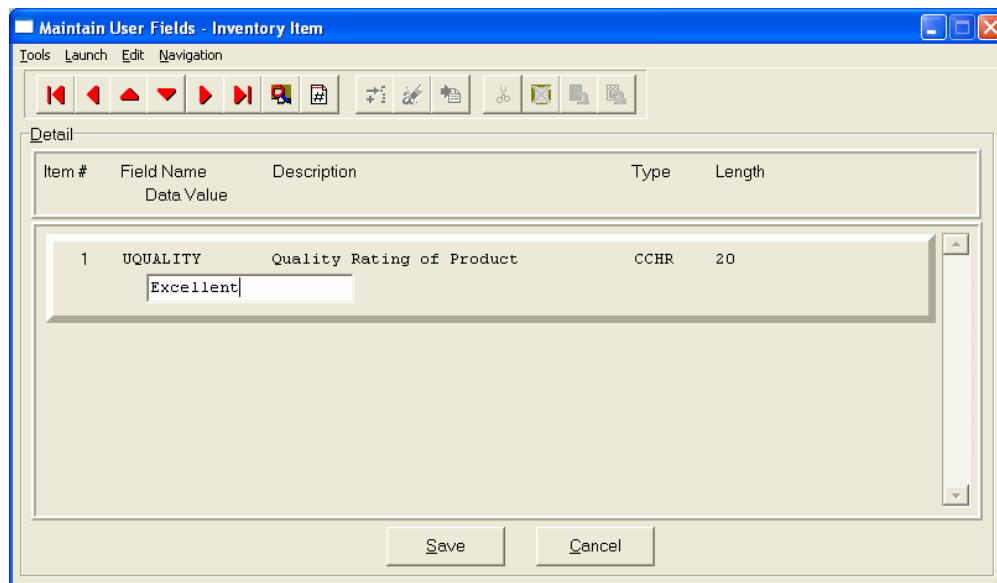 Maintain User Fields - Inventory Item
Tools Launch Edit Navigation
Detail
Item # Field Name Description Type Length
Data Value
1 UQUALITY Quality Rating of Product CCHR 20
Excellent
Save Cancel